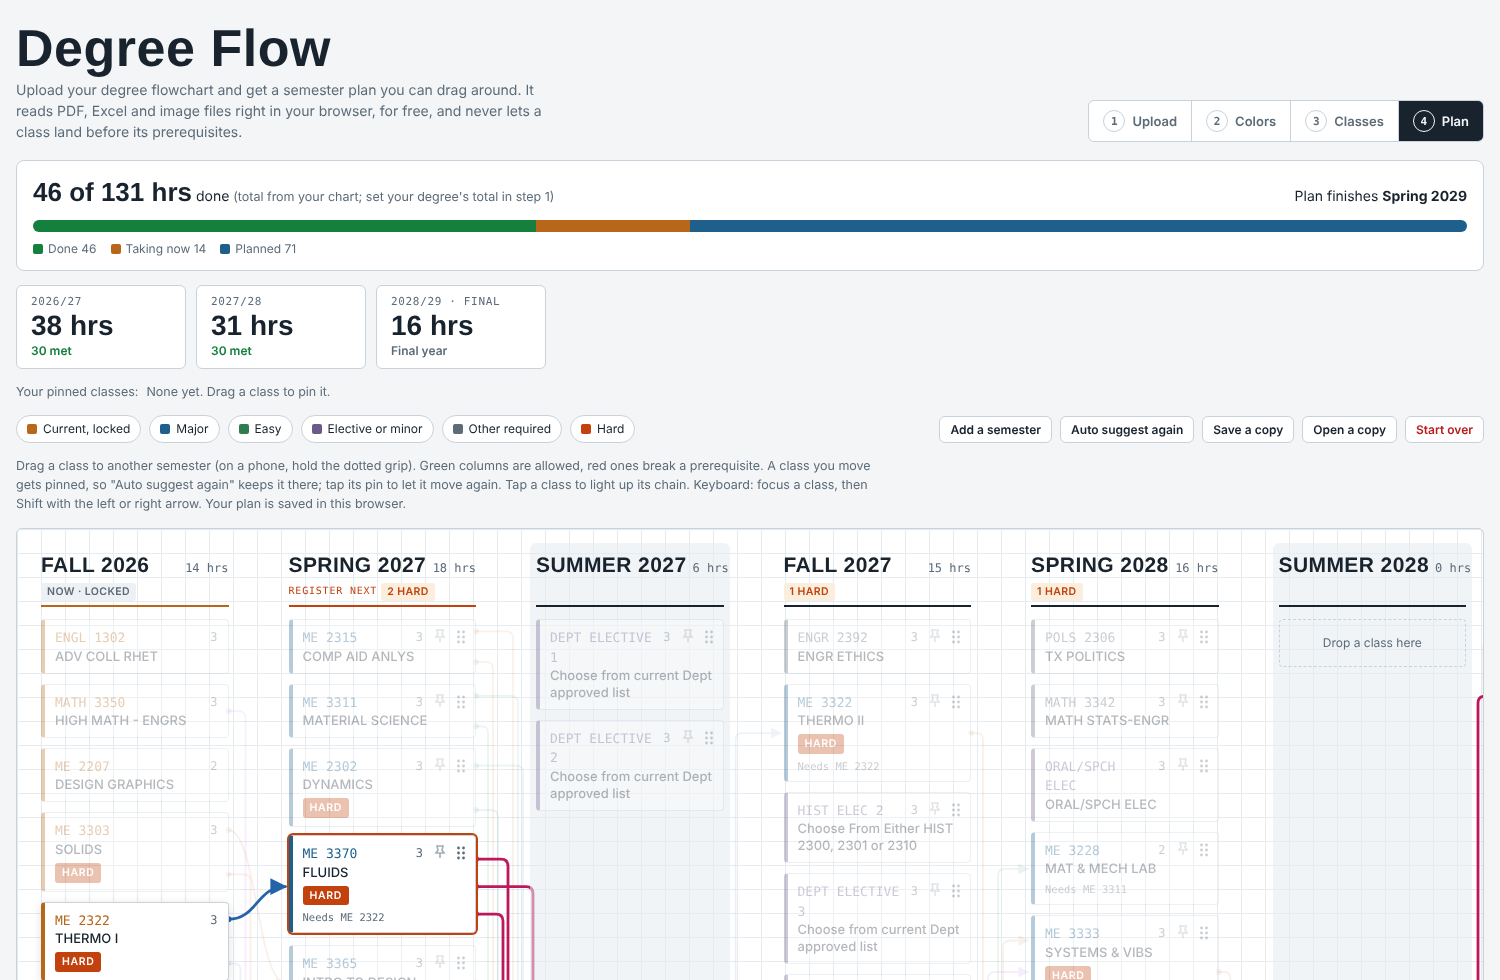 Degree Flow
Upload your degree flowchart and get a semester plan you can drag around. It
reads PDF, Excel and image files right in your browser, for free, and never lets a
class land before its prerequisites.
1 Upload
2 Colors
3 Classes
4 Plan
46 of 131 hrs done (total from your chart; set your degree's total in step 1)
Plan finishes Spring 2029
Done 46
Taking now 14
Planned 71
2026/27
38 hrs
30 met
2027/28
31 hrs
30 met
2028/29 · FINAL
16 hrs
Final year
Your pinned classes: None yet. Drag a class to pin it.
Current, locked
Major
Easy
Elective or minor
Other required
Hard
Add a semester
Auto suggest again
Save a copy
Open a copy
Start over
Drag a class to another semester (on a phone, hold the dotted grip). Green columns are allowed, red ones break a prerequisite. A class you move
gets pinned, so "Auto suggest again" keeps it there; tap its pin to let it move again. Tap a class to light up its chain. Keyboard: focus a class, then
Shift with the left or right arrow. Your plan is saved in this browser.
FALL 2026 14 hrs
NOW · LOCKED
ENGL 1302 3
ADV COLL RHET
MATH 3350 3
HIGH MATH - ENGRS
ME 2207 2
DESIGN GRAPHICS
ME 3303 3
SOLIDS
HARD
ME 2322 3
THERMO I
HARD
SPRING 2027 18 hrs
REGISTER NEXT 2 HARD
ME 2315 3
COMP AID ANLYS
ME 3311 3
MATERIAL SCIENCE
ME 2302 3
DYNAMICS
HARD
ME 3370 3
FLUIDS
HARD
Needs ME 2322
ME 3365 3
INTRO TO DESIGN
SUMMER 2027 6 hrs
DEPT ELECTIVE 3
1
Choose from current Dept
approved list
DEPT ELECTIVE 3
2
Choose from current Dept
approved list
FALL 2027 15 hrs
1 HARD
ENGR 2392 3
ENGR ETHICS
ME 3322 3
THERMO II
HARD
Needs ME 2322
HIST ELEC 2 3
Choose From Either HIST
2300, 2301 or 2310
DEPT ELECTIVE 3
3
Choose from current Dept
approved list
SPRING 2028 16 hrs
1 HARD
POLS 2306 3
TX POLITICS
MATH 3342 3
MATH STATS-ENGR
ORAL/SPCH 3
ELEC
ORAL/SPCH ELEC
ME 3228 2
MAT & MECH LAB
Needs ME 3311
ME 3333 3
SYSTEMS & VIBS
HARD
SUMMER 2028 0 hrs
Drop a class here